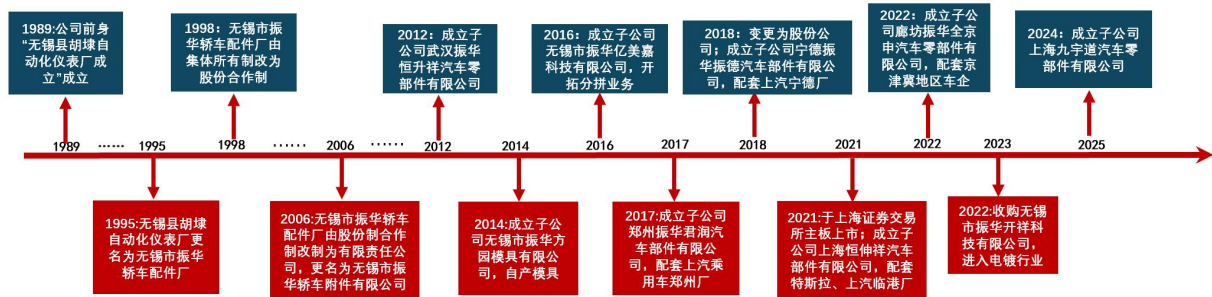 1989:公司前身
“无锡县胡埭
自动化仪表厂成
立”成立
1998：无锡市振
华轿车配件厂由
集体所有制改为
股份合作制
2012：成立子公
司武汉振华
恒升祥汽车零
部件有限公司
2016：成立子公司
无锡市振华亿美嘉
科技有限公司，开
拓分拼业务
2018：变更为股份公
司；成立子公司宁德振
华振德汽车部件有限公
司，配套上汽宁德厂
2022：成立子公
司廊坊振华全京
申汽车零部件有
限公司，配套京
津冀地区车企
2024：成立子公司
上海九宇道汽车零
部件有限公司
1989 …… 1995 1998 …… 2006 …… 2012 2014 2016 2017 2018 2021 2022 2023 2025
1995:无锡县胡埭
自动化仪表厂更
名为无锡市振华
轿车配件厂
2006:无锡市振华轿车
配件厂由股份制合作
制改制为有限责任公
司，更名为无锡市振
华轿车附件有限公司
2014:成立子公
司无锡市振华方
园模具有限公
司，自产模具
2017:成立子公司
郑州振华君润汽
车部件有限公
司，配套上汽乘
用车郑州厂
2021:于上海证券交易
所主板上市；成立子公
司上海恒伸祥汽车
部件有限公司，配套
特斯拉、上汽临港厂
2022:收购无锡
市振华开祥科
技有限公司，
进入电镀行业